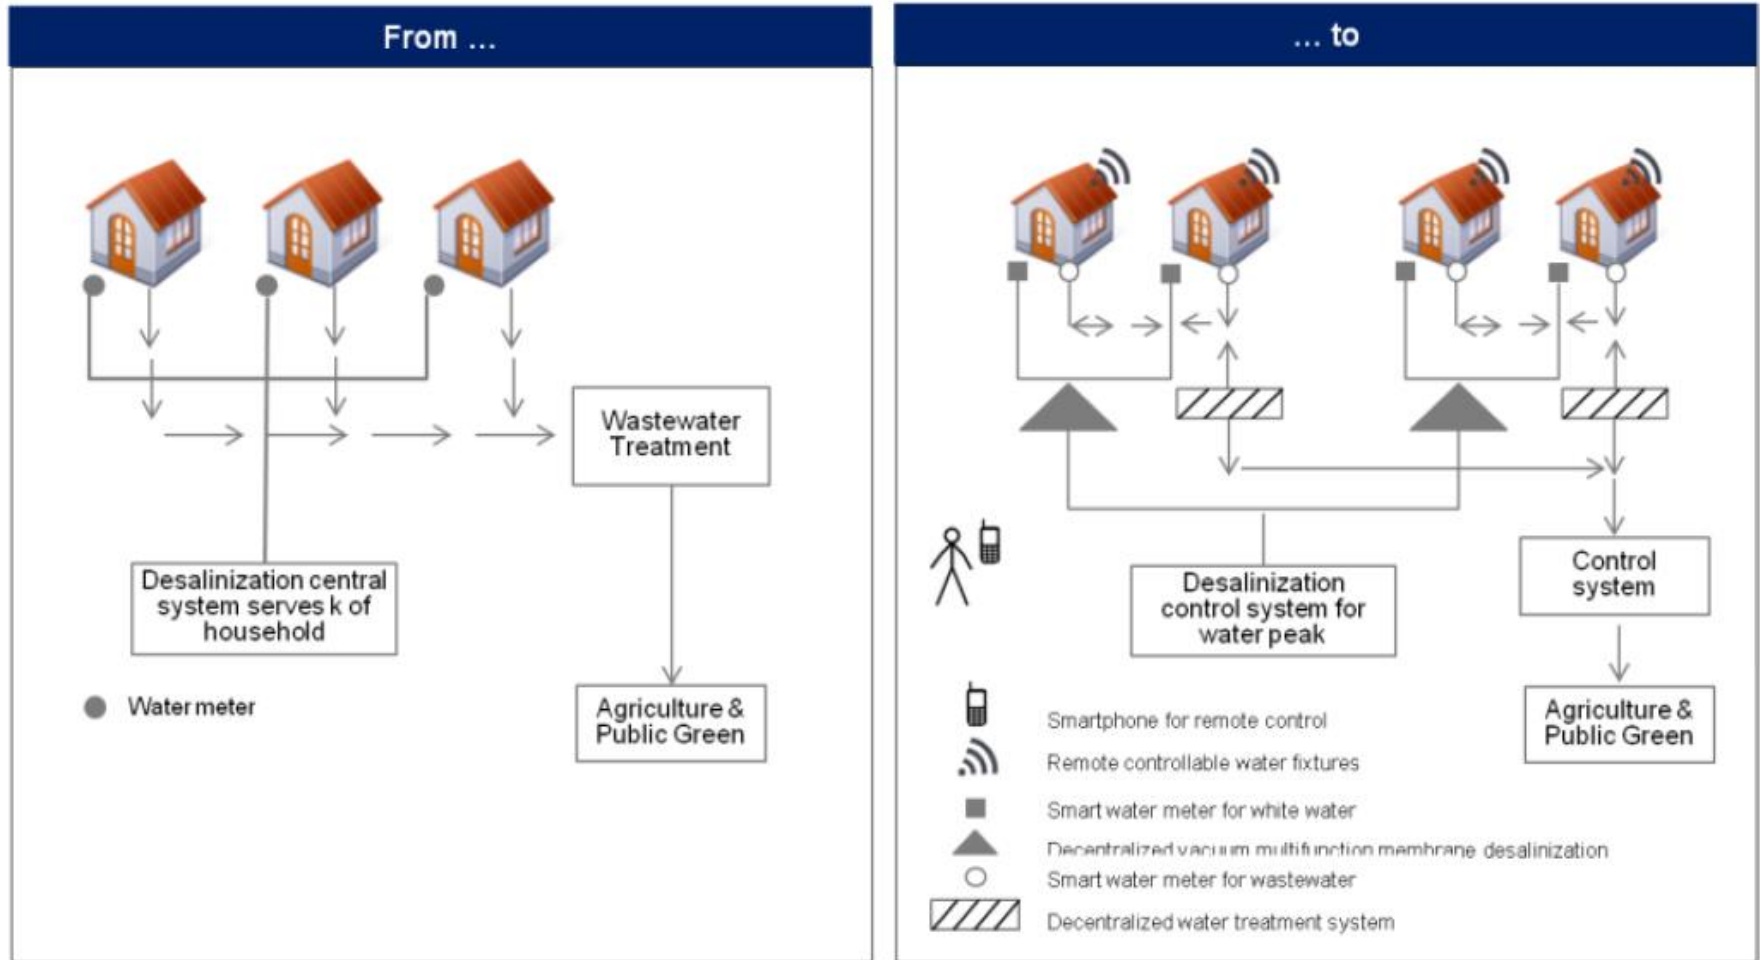 From ...
Wastewater
Treatment
Desalinization central
system serves k of
household
Water meter
Agriculture &
Public Green
... to
Desalinization
control system for
water peak
Control
system
Agriculture &
Public Green
Smartphone for remote control
Remote controllable water fixtures
Smart water meter for white water
Decentralized vacuum multifunction membrane desalinization
Smart water meter for wastewater
Decentralized water treatment system